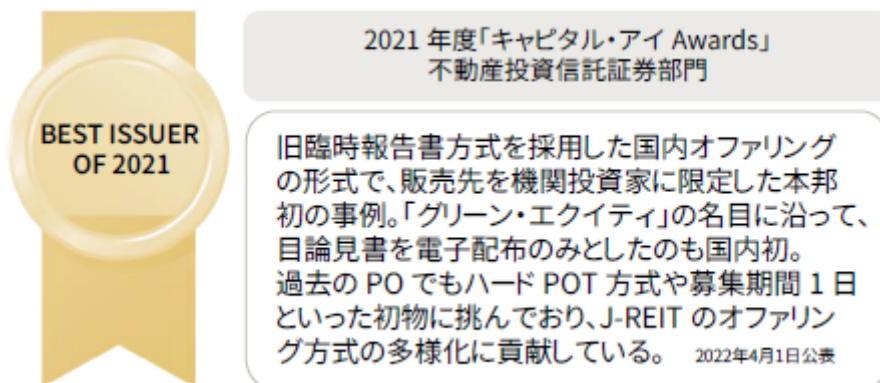 BEST ISSUER
OF 2021
2021 年度「キャピタル・アイ Awards」
不動産投資信託証券部門
旧臨時報告書方式を採用した国内オファリング
の形式で、販売先を機関投資家に限定した本邦
初の事例。「グリーン・エクイティ」の名目に沿って、
目論見書を電子配布のみとしたのも国内初。
過去の PO でもハード POT 方式や募集期間 1 日
といった初物に挑んでおり、J-REIT のオファリン
グ方式の多様化に貢献している。 2022年4月1日公表